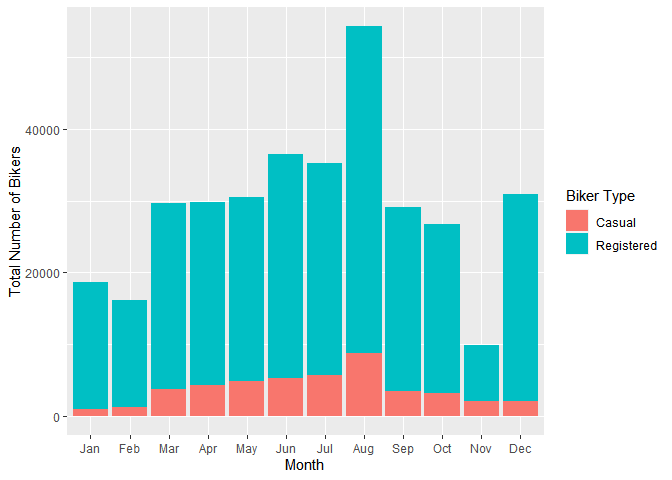 Total Number of Bikers
40000
20000
0
Jan Feb Mar Apr May Jun Jul Aug Sep Oct Nov Dec
Month
Biker Type
Casual
Registered